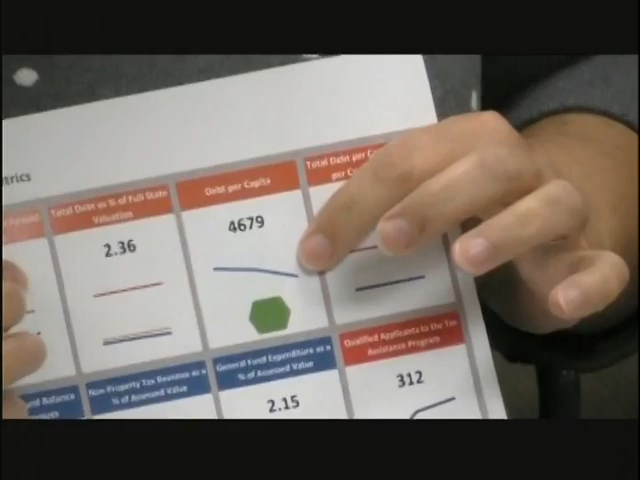 Total Debt as % of Full State
Valuation
2.36
Debt per Capita
4679
Total Debt per
per
Qualified Applicants to the Tax
Assistance Program
312
General Fund Expenditure as a
% of Assessed Value
2.15
Non-Property Tax Revenue as a
% of Assessed Value
Balance